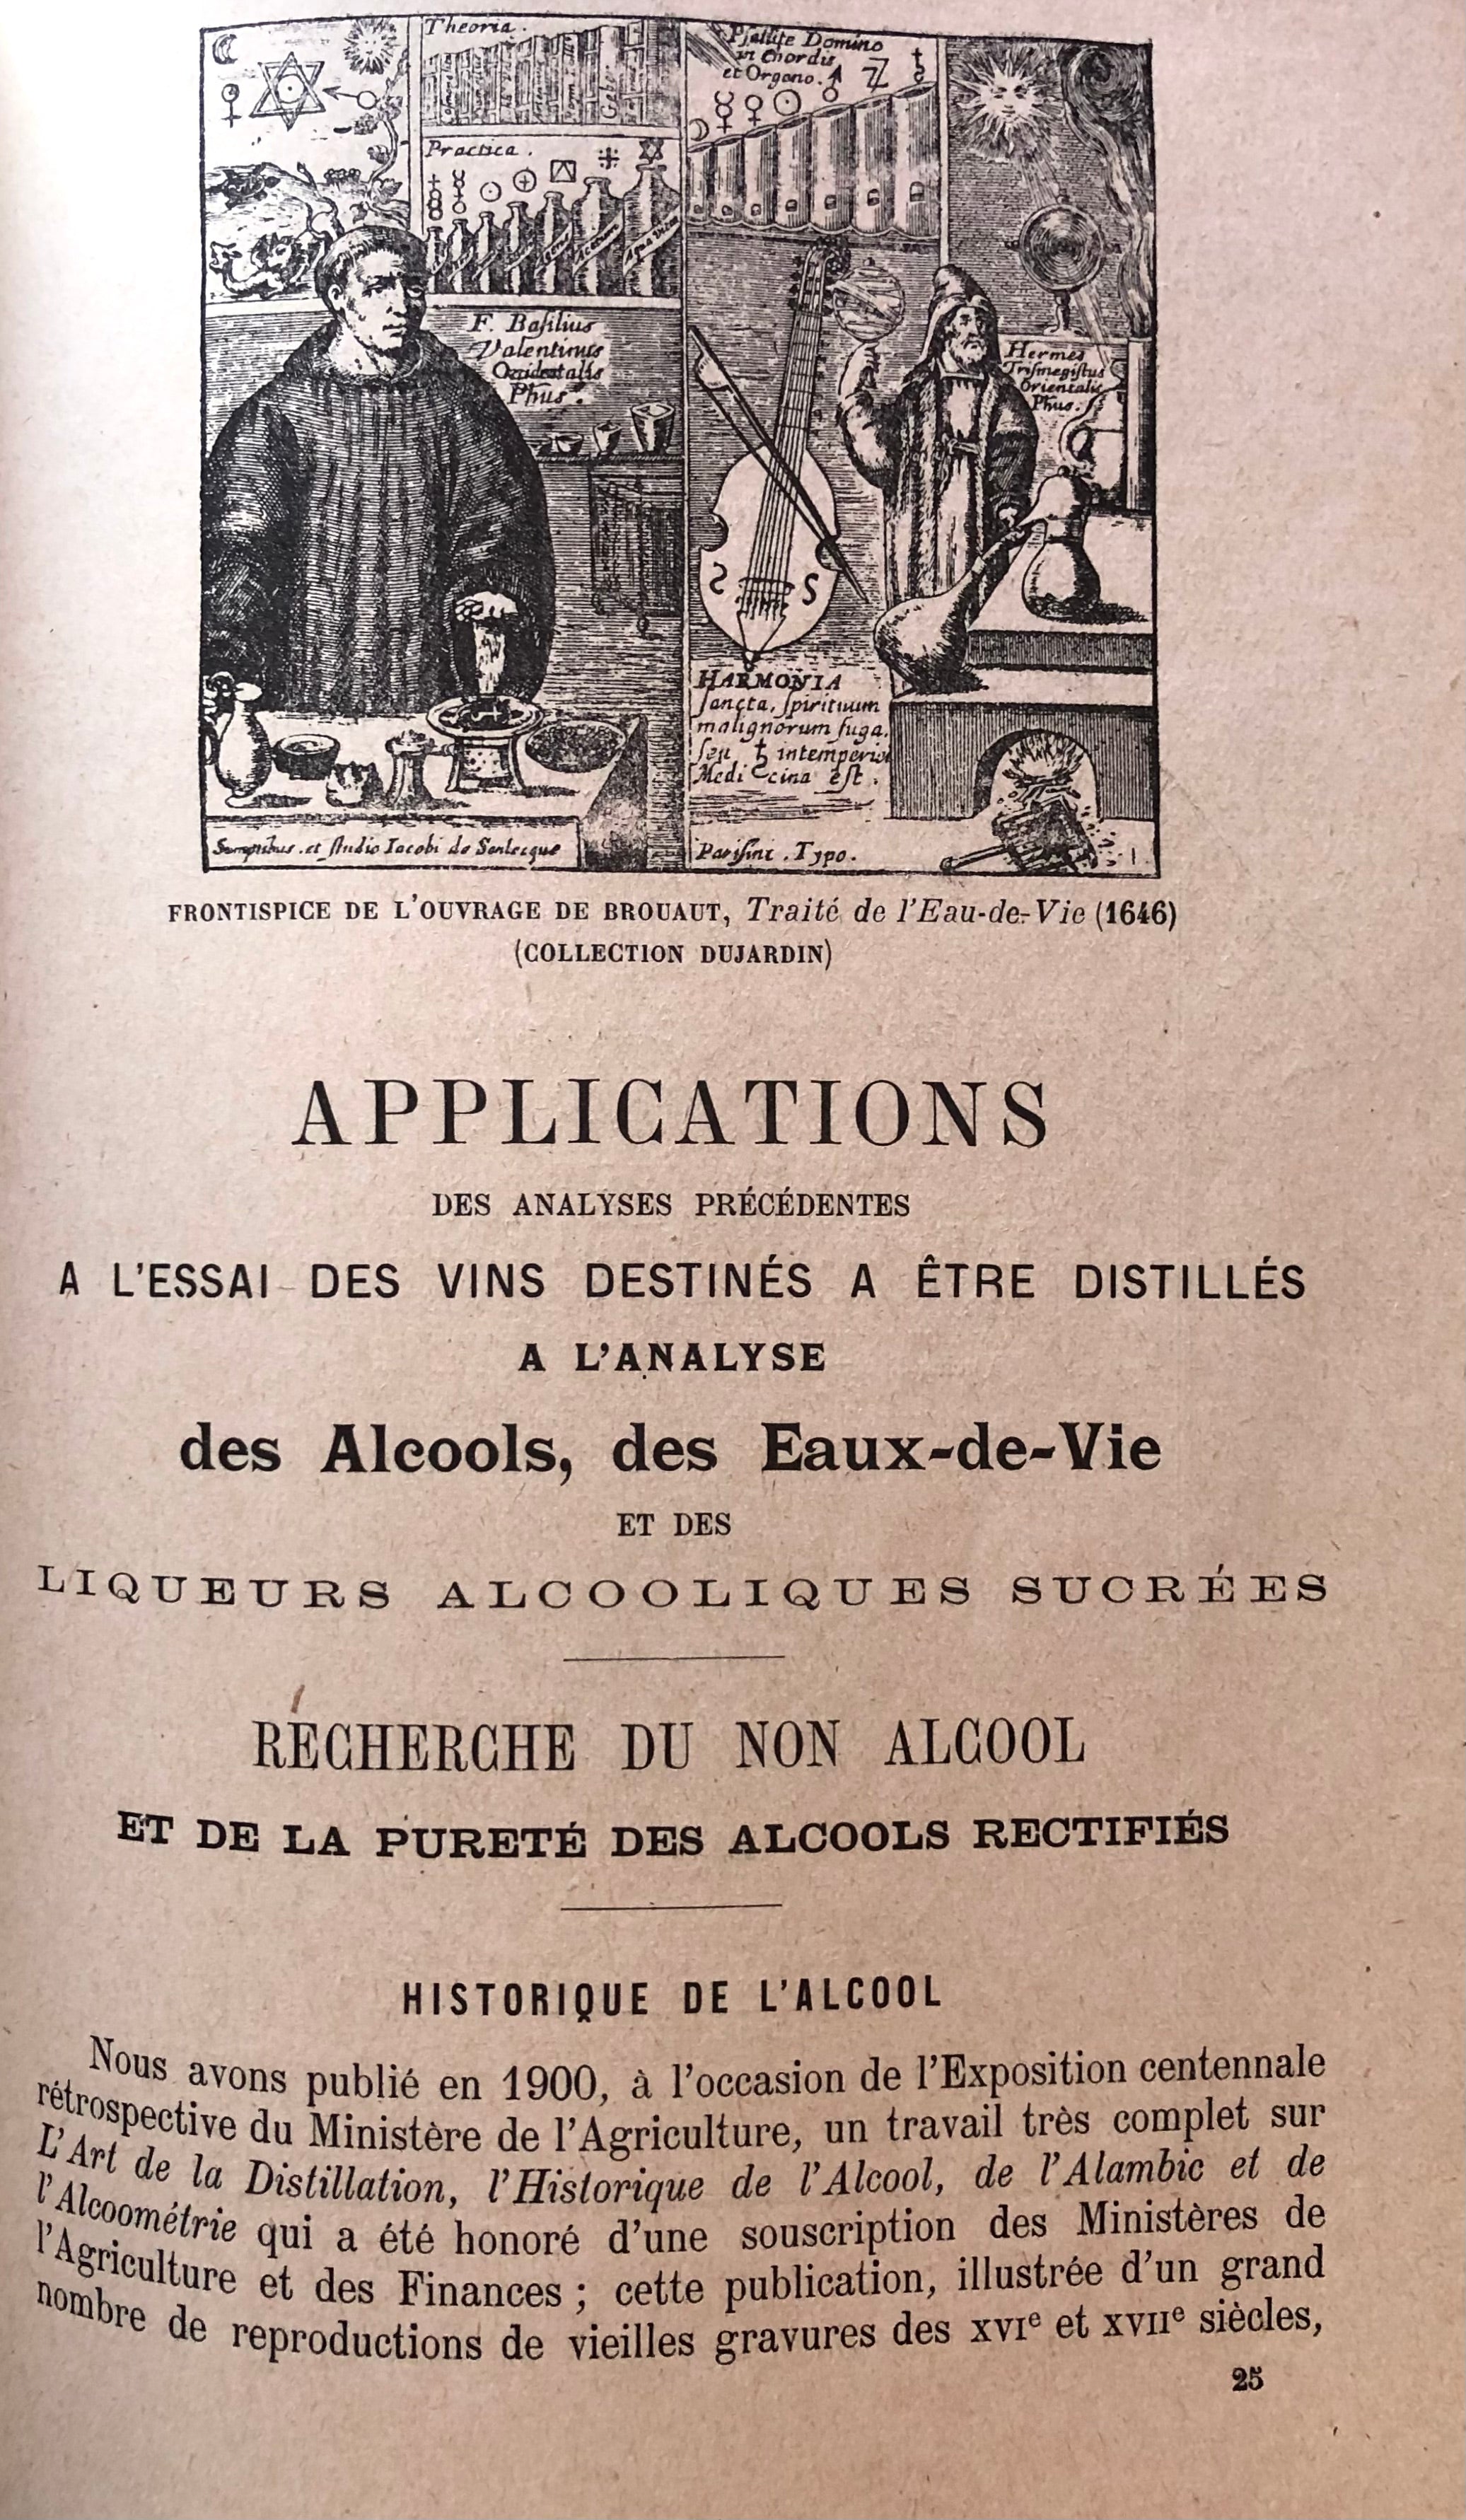 Theoria.
Psallite Domino
in Chordis
et Organo.
Practica.
F. Basilius
Valentinus
Occidentalis
Phus.
Hermes
Trismegistus
Orientalis
Phus.
HARMONIA
sancta, spirituum
malignorum fuga.
seu intemperiei
Medicina est.
Sumptibus et studio Iacobi de Senlecque
Parisini. Typo.
FRONTISPICE DE L'OUVRAGE DE BROUAUT, Traité de l'Eau-de-Vie (1646)
(COLLECTION DUJARDIN)
APPLICATIONS
DES ANALYSES PRÉCÉDENTES
A L'ESSAI DES VINS DESTINÉS A ÊTRE DISTILLÉS
A L'ANALYSE
des Alcools, des Eaux-de-Vie
ET DES
LIQUEURS ALCOOLIQUES SUCRÉES
RECHERCHE DU NON ALCOOL
ET DE LA PURETÉ DES ALCOOLS RECTIFIÉS
HISTORIQUE DE L'ALCOOL
Nous avons publié en 1900, à l'occasion de l'Exposition centennale
rétrospective du Ministère de l'Agriculture, un travail très complet sur
L'Art de la Distillation, l'Historique de l'Alcool, de l'Alambic et de
l'Alcoométrie qui a été honoré d'une souscription des Ministères de
l'Agriculture et des Finances ; cette publication, illustrée d'un grand
nombre de reproductions de vieilles gravures des XVIe et XVIIe siècles,
25